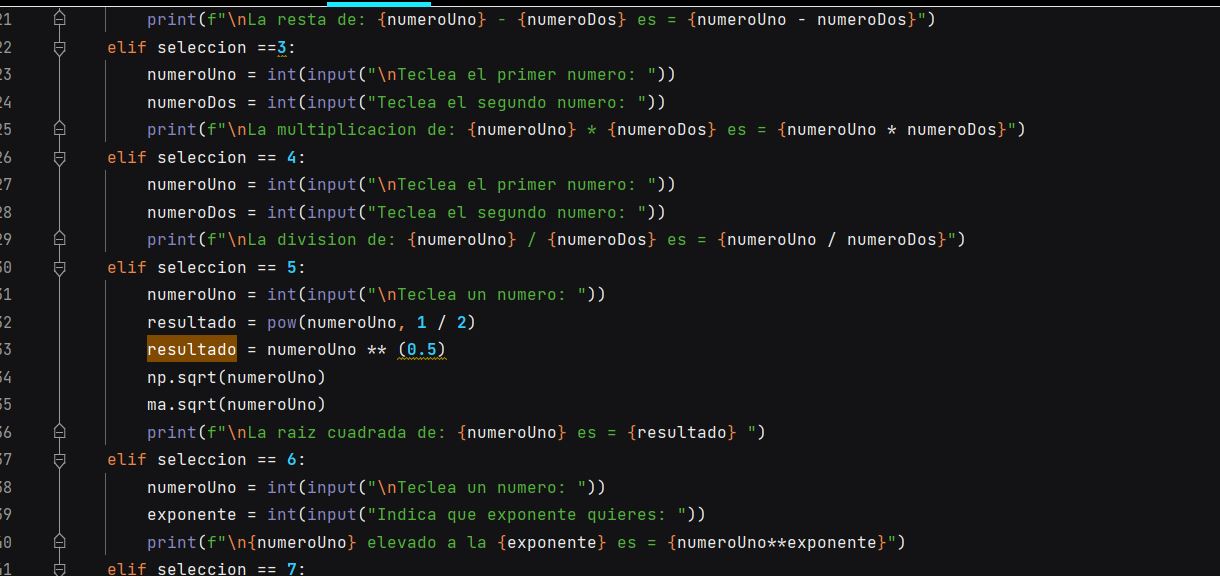 21 print(f"\nLa resta de: {numeroUno} - {numeroDos} es = {numeroUno - numeroDos}")
22 elif seleccion ==3:
23 numeroUno = int(input("\nTeclea el primer numero: "))
24 numeroDos = int(input("Teclea el segundo numero: "))
25 print(f"\nLa multiplicacion de: {numeroUno} * {numeroDos} es = {numeroUno * numeroDos}")
26 elif seleccion == 4:
27 numeroUno = int(input("\nTeclea el primer numero: "))
28 numeroDos = int(input("Teclea el segundo numero: "))
29 print(f"\nLa division de: {numeroUno} / {numeroDos} es = {numeroUno / numeroDos}")
30 elif seleccion == 5:
31 numeroUno = int(input("\nTeclea un numero: "))
32 resultado = pow(numeroUno, 1 / 2)
33 resultado = numeroUno ** (0.5)
34 np.sqrt(numeroUno)
35 ma.sqrt(numeroUno)
36 print(f"\nLa raiz cuadrada de: {numeroUno} es = {resultado} ")
37 elif seleccion == 6:
38 numeroUno = int(input("\nTeclea un numero: "))
39 exponente = int(input("Indica que exponente quieres: "))
40 print(f"\n{numeroUno} elevado a la {exponente} es = {numeroUno**exponente}")
41 elif seleccion == 7: